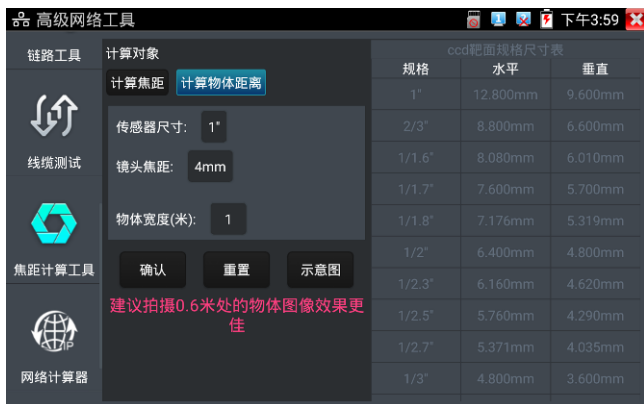 高级网络工具
下午3:59
链路工具
线缆测试
焦距计算工具
IP
网络计算器
计算对象
计算焦距 计算物体距离
传感器尺寸: 1"
镜头焦距: 4mm
物体宽度(米): 1
确认 重置 示意图
建议拍摄0.6米处的物体图像效果更
佳
ccd靶面规格尺寸表
规格 水平 垂直
1" 12.800mm 9.600mm
2/3" 8.800mm 6.600mm
1/1.6" 8.080mm 6.010mm
1/1.7" 7.600mm 5.700mm
1/1.8" 7.176mm 5.319mm
1/2" 6.400mm 4.800mm
1/2.3" 6.160mm 4.620mm
1/2.5" 5.760mm 4.290mm
1/2.7" 5.371mm 4.035mm
1/3" 4.800mm 3.600mm